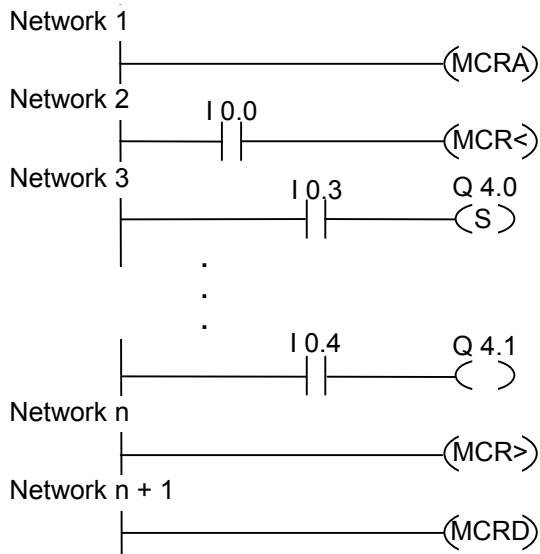 Network 1
(MCRA)
Network 2
I 0.0
(MCR<)
Network 3
I 0.3 Q 4.0
(S)
.
.
.
I 0.4 Q 4.1
( )
Network n
(MCR>)
Network n + 1
(MCRD)